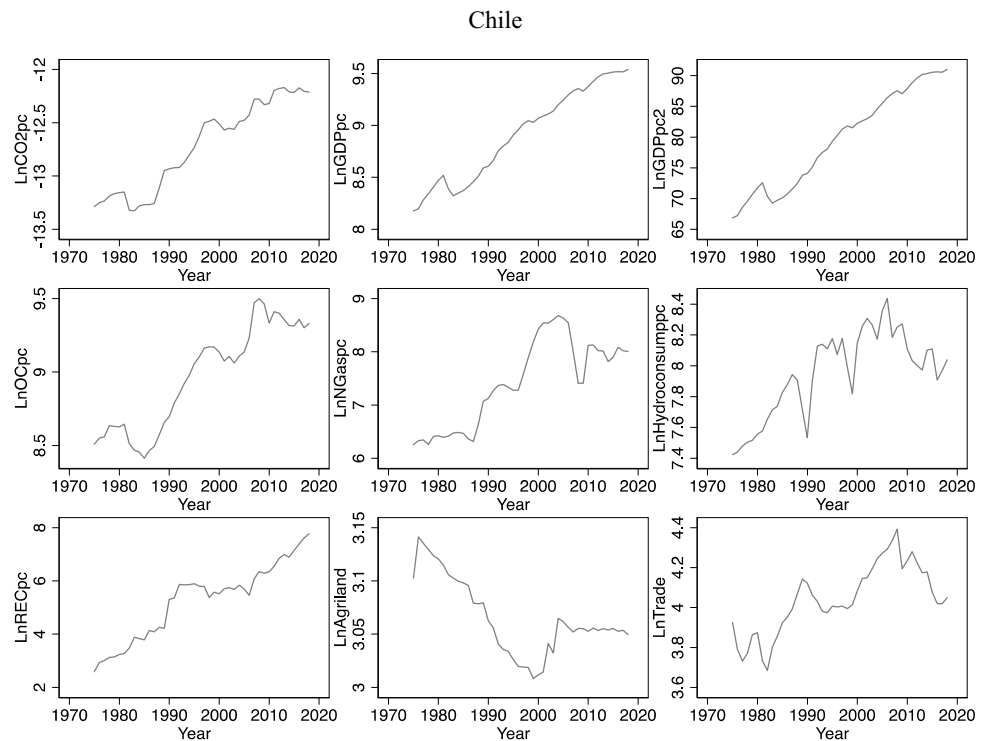 Chile
LnCO2pc
-12
-12.5
-13
-13.5
1970 1980 1990 2000 2010 2020
Year
LnGDPpc
9.5
9
8.5
8
1970 1980 1990 2000 2010 2020
Year
LnGDPpc2
90
85
80
75
70
65
1970 1980 1990 2000 2010 2020
Year
LnOCpc
9.5
9
8.5
1970 1980 1990 2000 2010 2020
Year
LnNGaspc
9
8
7
6
1970 1980 1990 2000 2010 2020
Year
LnHydroconsumppc
8.4
8.2
8
7.8
7.6
7.4
1970 1980 1990 2000 2010 2020
Year
LnRECpc
8
6
4
2
1970 1980 1990 2000 2010 2020
Year
LnAgriland
3.15
3.1
3.05
3
1970 1980 1990 2000 2010 2020
Year
LnTrade
4.4
4.2
4
3.8
3.6
1970 1980 1990 2000 2010 2020
Year